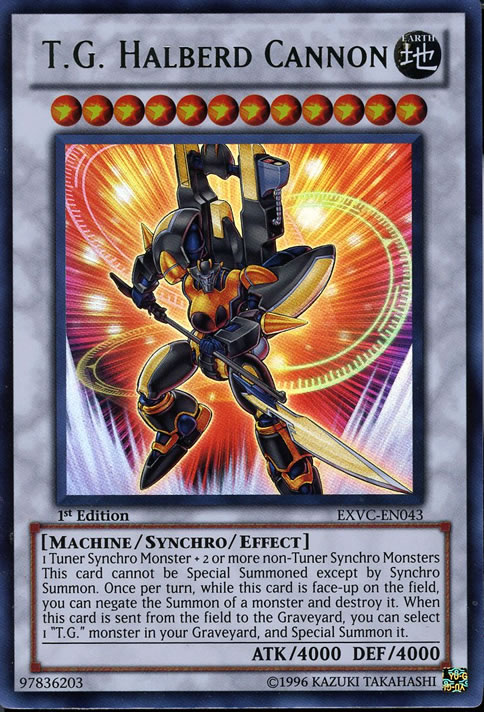 T.G. HALBERD CANNON
EARTH
地
1st Edition
EXVC-EN043
[MACHINE/SYNCHRO/EFFECT]
1 Tuner Synchro Monster + 2 or more non-Tuner Synchro Monsters
This card cannot be Special Summoned except by Synchro
Summon. Once per turn, while this card is face-up on the field,
you can negate the Summon of a monster and destroy it. When
this card is sent from the field to the Graveyard, you can select
1 "T.G." monster in your Graveyard, and Special Summon it.
ATK/4000 DEF/4000
97836203
©1996 KAZUKI TAKAHASHI